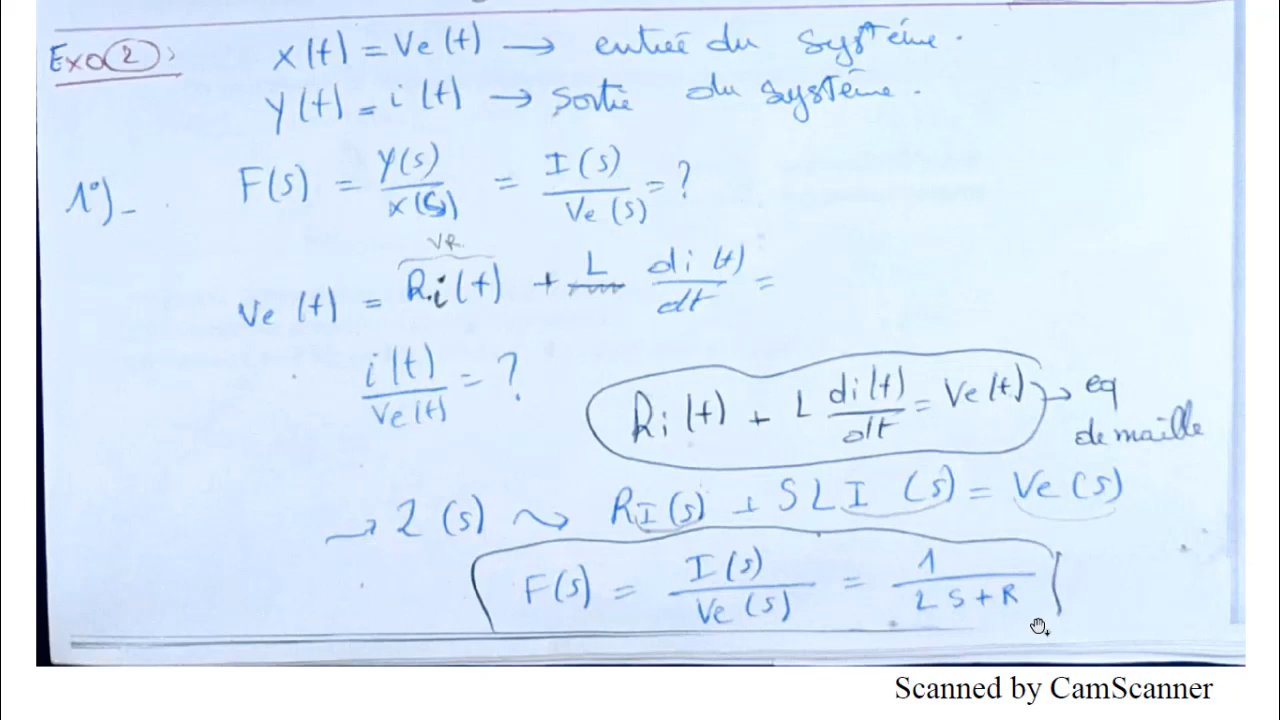 Exo 2 : x(t) = Ve(t) → entrée du système.
y(t) = i(t) → sortie du système.
1°)- F(s) = Y(s)/X(s) = I(s)/Ve(s) = ?
VR
Ve(t) = Ri(t) + L di(t)/dt =
i(t)/Ve(t) = ?
Ri(t) + L di(t)/dt = Ve(t) → eq
de maille
→ L(s) ⤳ RI(s) + SLI(s) = Ve(s)
F(s) = I(s)/Ve(s) = 1/LS+R
Scanned by CamScanner